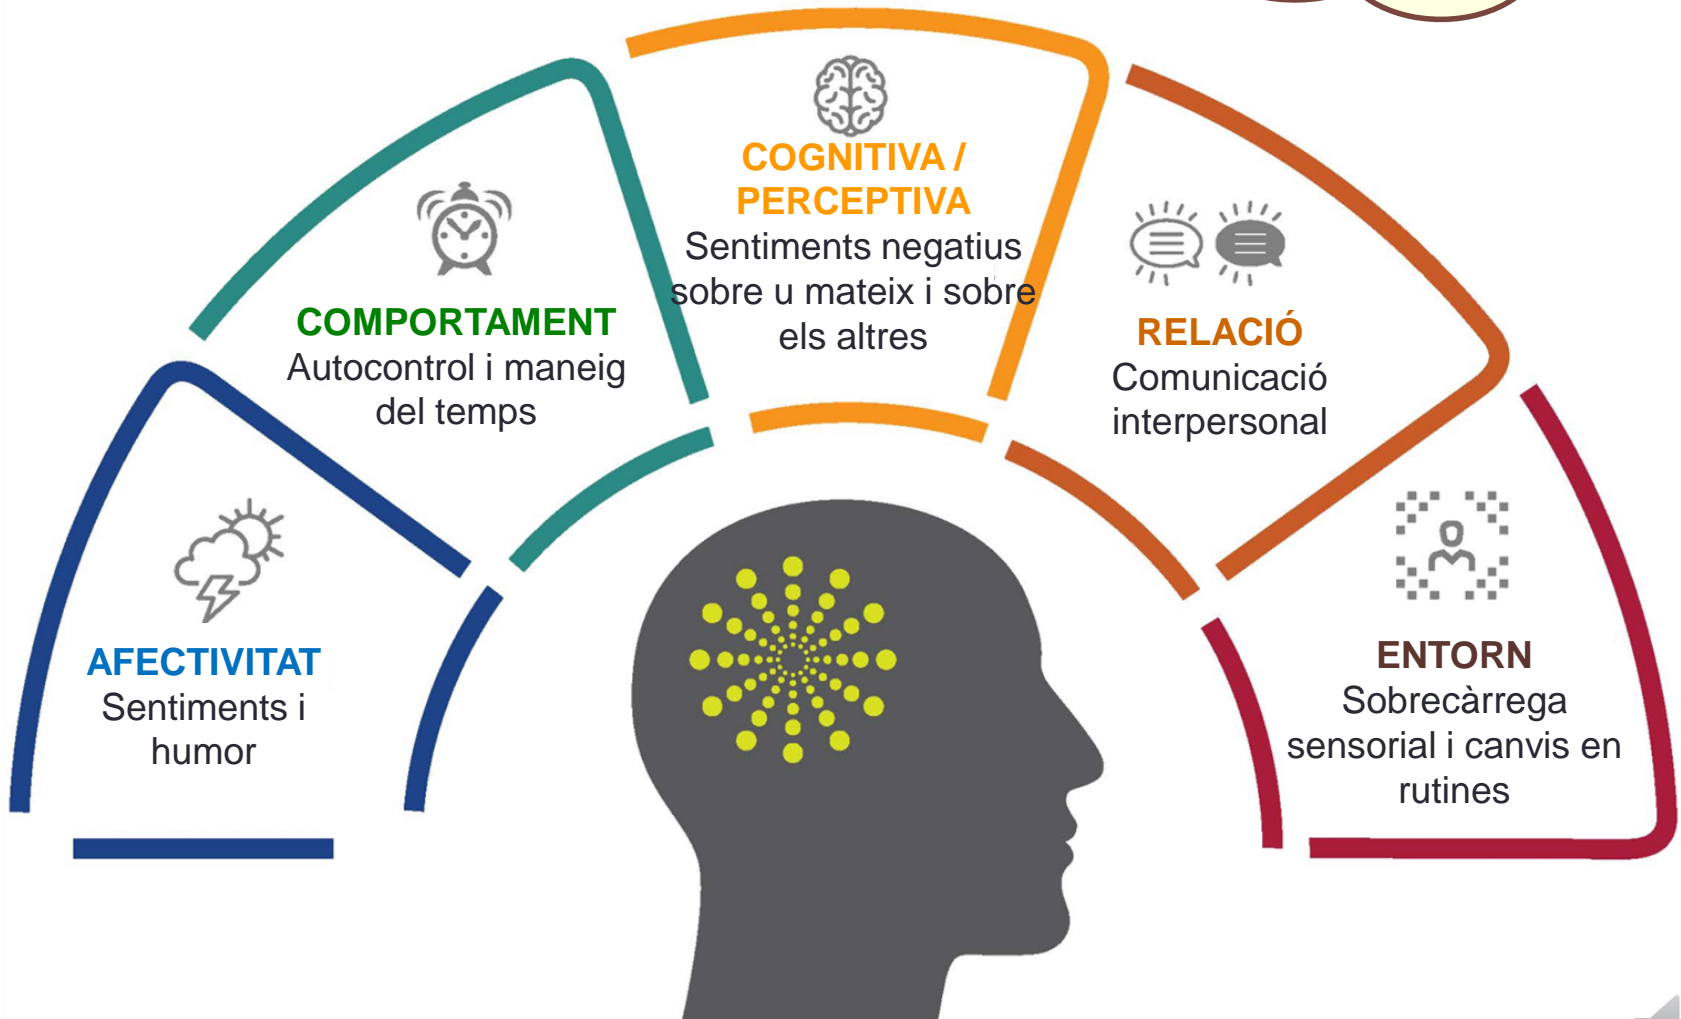 AFECTIVITAT
Sentiments i
humor
COMPORTAMENT
Autocontrol i maneig
del temps
COGNITIVA /
PERCEPTIVA
Sentiments negatius
sobre u mateix i sobre
els altres
RELACIÓ
Comunicació
interpersonal
ENTORN
Sobrecàrrega
sensorial i canvis en
rutines